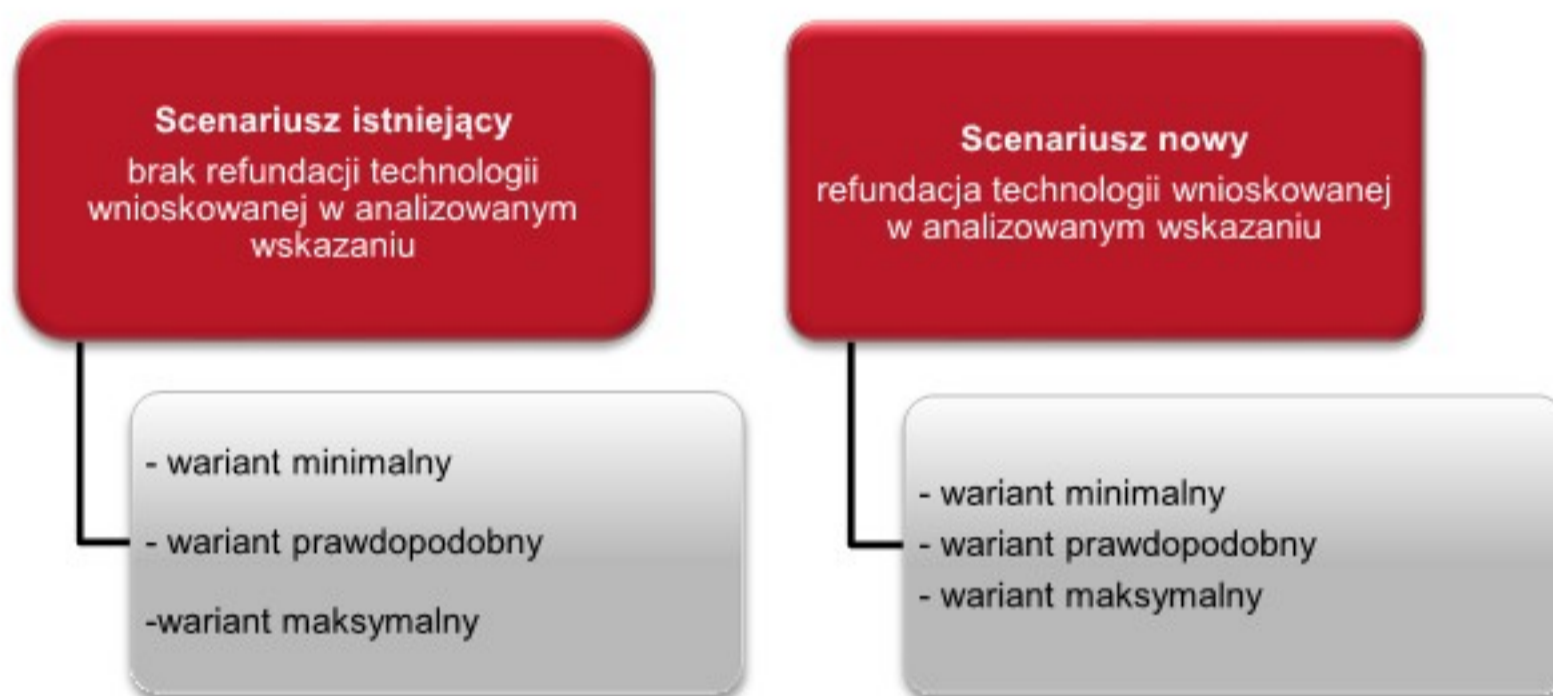 Scenariusz istniejący
brak refundacji technologii
wnioskowanej w analizowanym
wskazaniu
- wariant minimalny
- wariant prawdopodobny
-wariant maksymalny
Scenariusz nowy
refundacja technologii wnioskowanej
w analizowanym wskazaniu
- wariant minimalny
- wariant prawdopodobny
- wariant maksymalny